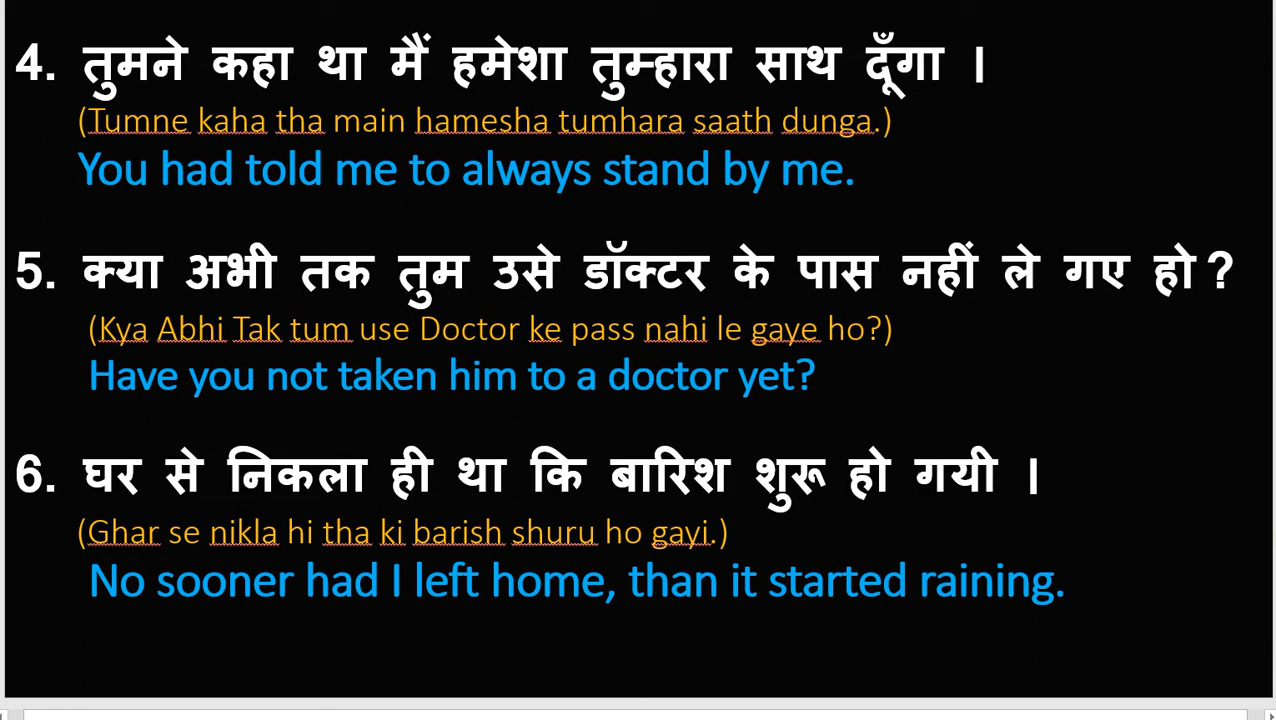 4. तुमने कहा था मैं हमेशा तुम्हारा साथ दूँगा ।
(Tumne kaha tha main hamesha tumhara saath dunga.)
You had told me to always stand by me.
5. क्या अभी तक तुम उसे डॉक्टर के पास नहीं ले गए हो ?
(Kya Abhi Tak tum use Doctor ke pass nahi le gaye ho?)
Have you not taken him to a doctor yet?
6. घर से निकला ही था कि बारिश शुरू हो गयी ।
(Ghar se nikla hi tha ki barish shuru ho gayi.)
No sooner had I left home, than it started raining.